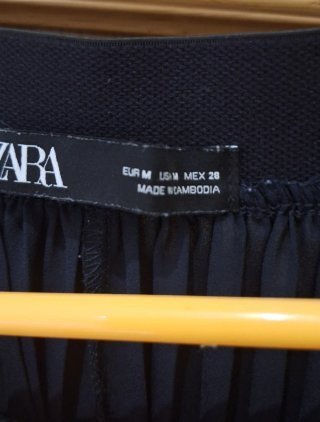 ZARA
EUR M USA M MEX 28
MADE IN CAMBODIA